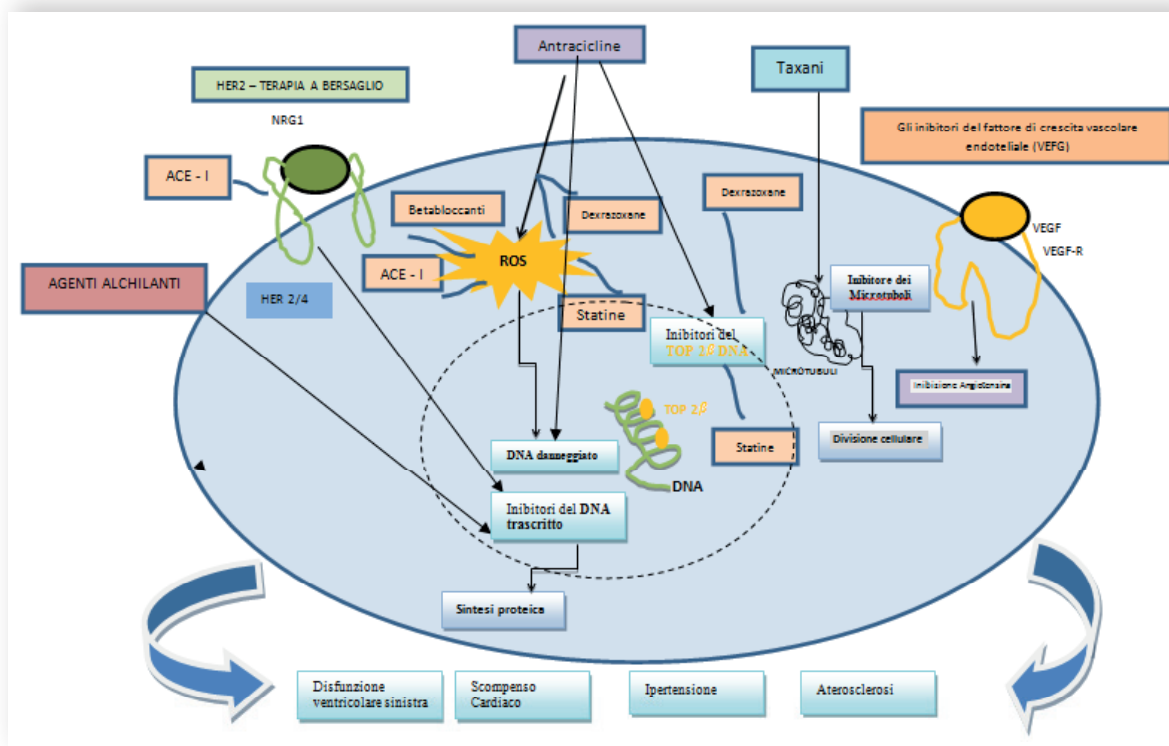 Antracicline
Taxani
HER2 – TERAPIA A BERSAGLIO
NRG1
Gli inibitori del fattore di crescita vascolare
endoteliale (VEFG)
ACE - I
Betabloccanti
Dexrazoxane
Dexrazoxane
VEGF
VEGF-R
ROS
ACE - I
AGENTI ALCHILANTI
HER 2/4
Statine
Inibitore dei
Microtuboli
Inibitori del
TOP 2β DNA
MICROTUBULI
Inibizione Angiotensina
TOP 2β
Statine
Divisione cellulare
DNA danneggiato
DNA
Inibitori del DNA
trascritto
Sintesi proteica
Disfunzione
ventricolare sinistra
Scompenso
Cardiaco
Ipertensione
Aterosclerosi